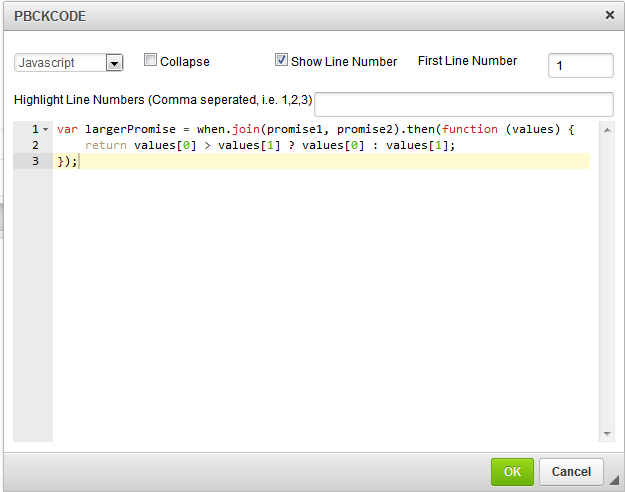 PBCKCODE
Javascript Collapse Show Line Number First Line Number 1
Highlight Line Numbers (Comma seperated, i.e. 1,2,3)
1 var largerPromise = when.join(promise1, promise2).then(function (values) {
2     return values[0] > values[1] ? values[0] : values[1];
3 });
OK Cancel